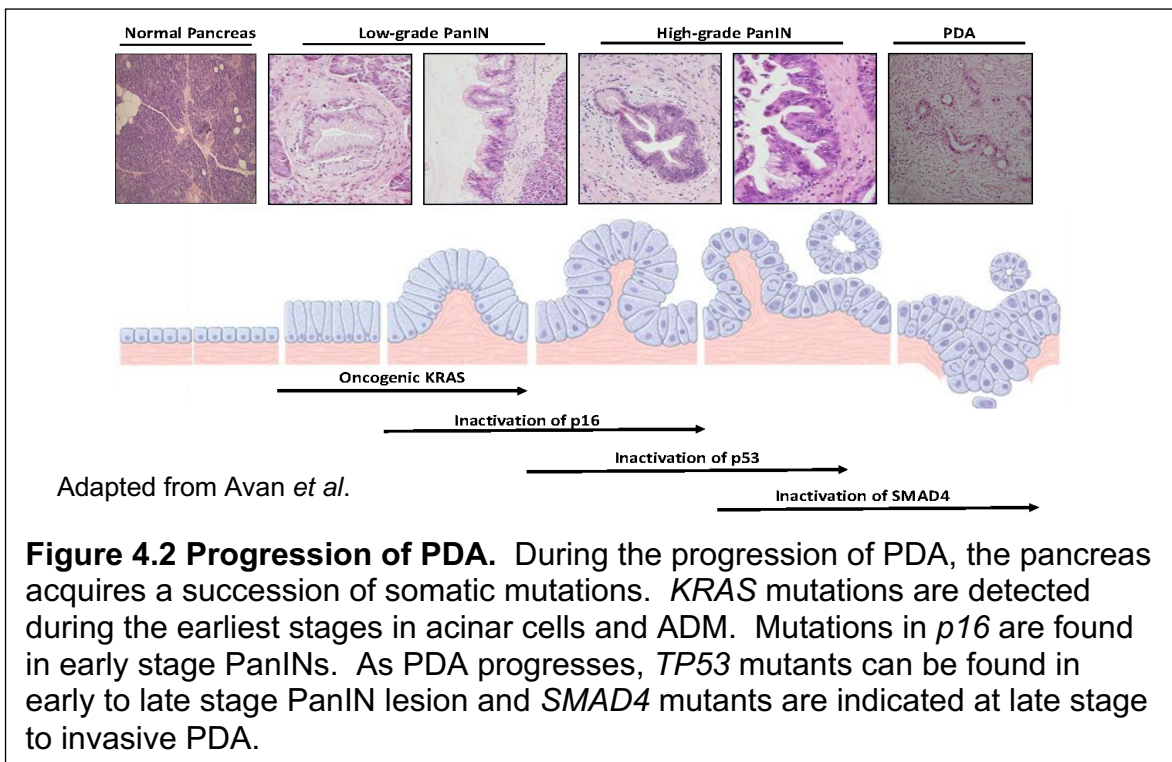 Normal Pancreas Low-grade PanIN High-grade PanIN PDA
Oncogenic KRAS
Inactivation of p16
Inactivation of p53
Inactivation of SMAD4
Adapted from Avan et al.
Figure 4.2 Progression of PDA. During the progression of PDA, the pancreas
acquires a succession of somatic mutations. KRAS mutations are detected
during the earliest stages in acinar cells and ADM. Mutations in p16 are found
in early stage PanINs. As PDA progresses, TP53 mutants can be found in
early to late stage PanIN lesion and SMAD4 mutants are indicated at late stage
to invasive PDA.